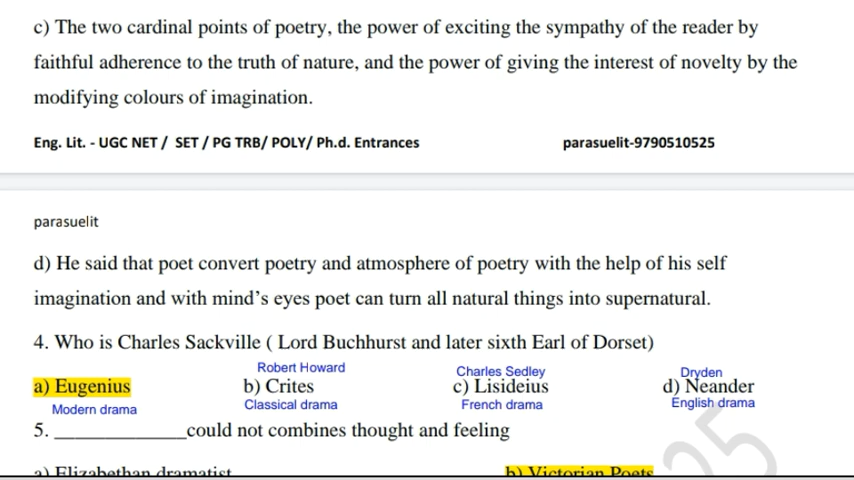 c) The two cardinal points of poetry, the power of exciting the sympathy of the reader by
faithful adherence to the truth of nature, and the power of giving the interest of novelty by the
modifying colours of imagination.
Eng. Lit. - UGC NET / SET / PG TRB/ POLY/ Ph.d. Entrances parasuelit-9790510525
parasuelit
d) He said that poet convert poetry and atmosphere of poetry with the help of his self
imagination and with mind’s eyes poet can turn all natural things into supernatural.
4. Who is Charles Sackville ( Lord Buchhurst and later sixth Earl of Dorset)
Robert Howard Charles Sedley Dryden
a) Eugenius b) Crites c) Lisideius d) Neander
Modern drama Classical drama French drama English drama
5. ______________could not combines thought and feeling
a) Elizabethan dramatist b) Victorian Poets
25